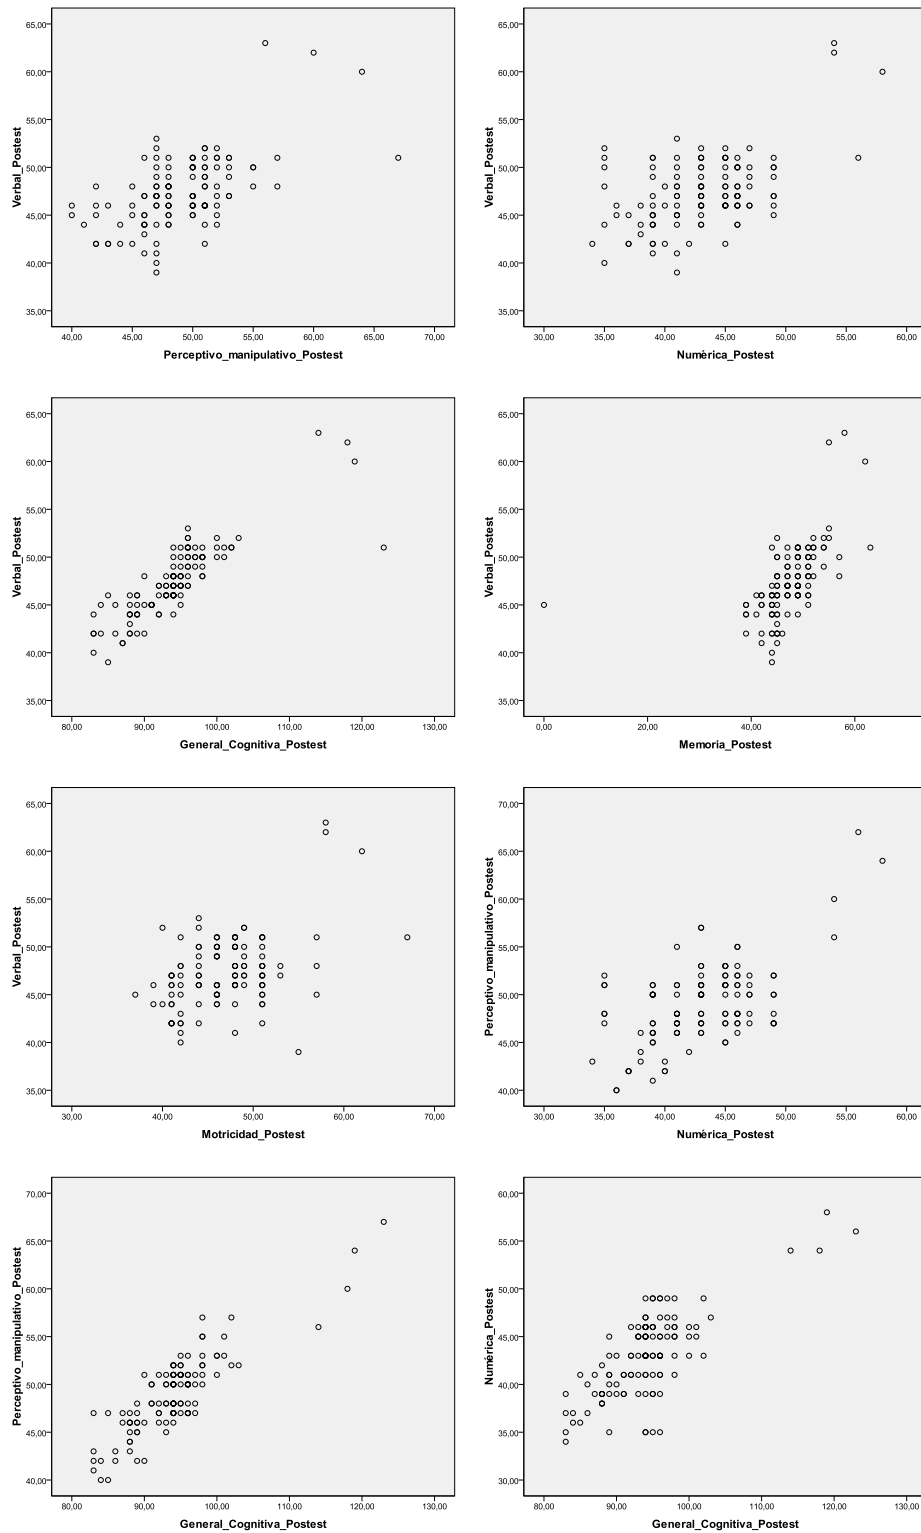 65,00
60,00
55,00
50,00
45,00
40,00
35,00
Verbal_Postest
40,00 45,00 50,00 55,00 60,00 65,00 70,00
Perceptivo_manipulativo_Postest
65,00
60,00
55,00
50,00
45,00
40,00
35,00
Verbal_Postest
30,00 35,00 40,00 45,00 50,00 55,00 60,00
Numérica_Postest
65,00
60,00
55,00
50,00
45,00
40,00
35,00
Verbal_Postest
80,00 90,00 100,00 110,00 120,00 130,00
General_Cognitiva_Postest
65,00
60,00
55,00
50,00
45,00
40,00
35,00
Verbal_Postest
0,00 20,00 40,00 60,00
Memoria_Postest
65,00
60,00
55,00
50,00
45,00
40,00
35,00
Verbal_Postest
30,00 40,00 50,00 60,00 70,00
Motricidad_Postest
70,00
65,00
60,00
55,00
50,00
45,00
40,00
Perceptivo_manipulativo_Postest
30,00 35,00 40,00 45,00 50,00 55,00 60,00
Numérica_Postest
70,00
65,00
60,00
55,00
50,00
45,00
40,00
Perceptivo_manipulativo_Postest
80,00 90,00 100,00 110,00 120,00 130,00
General_Cognitiva_Postest
60,00
55,00
50,00
45,00
40,00
35,00
30,00
Numérica_Postest
80,00 90,00 100,00 110,00 120,00 130,00
General_Cognitiva_Postest